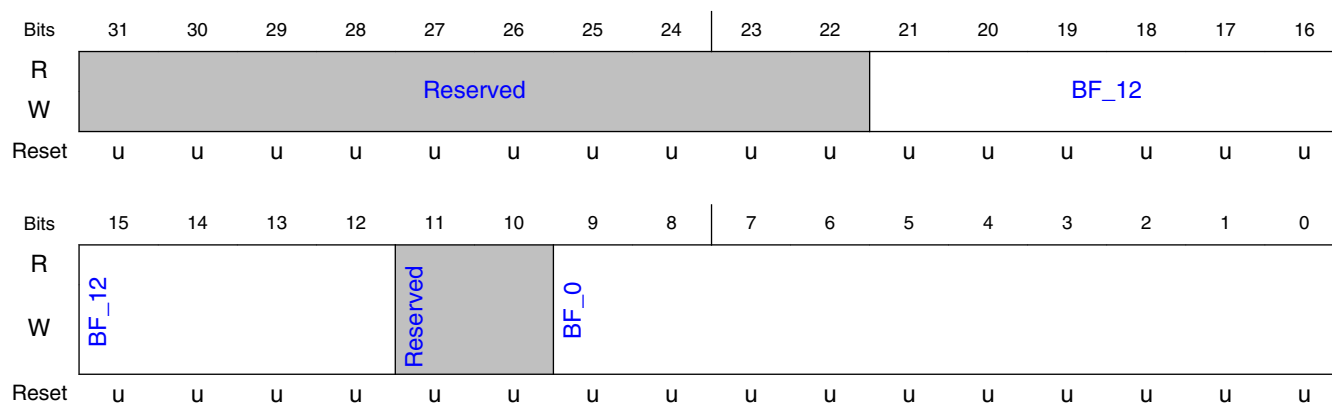 Bits 31 30 29 28 27 26 25 24 23 22 21 20 19 18 17 16
R
Reserved BF_12
W
Reset u u u u u u u u u u u u u u u u
Bits 15 14 13 12 11 10 9 8 7 6 5 4 3 2 1 0
R
BF_12 Reserved BF_0
W
Reset u u u u u u u u u u u u u u u u